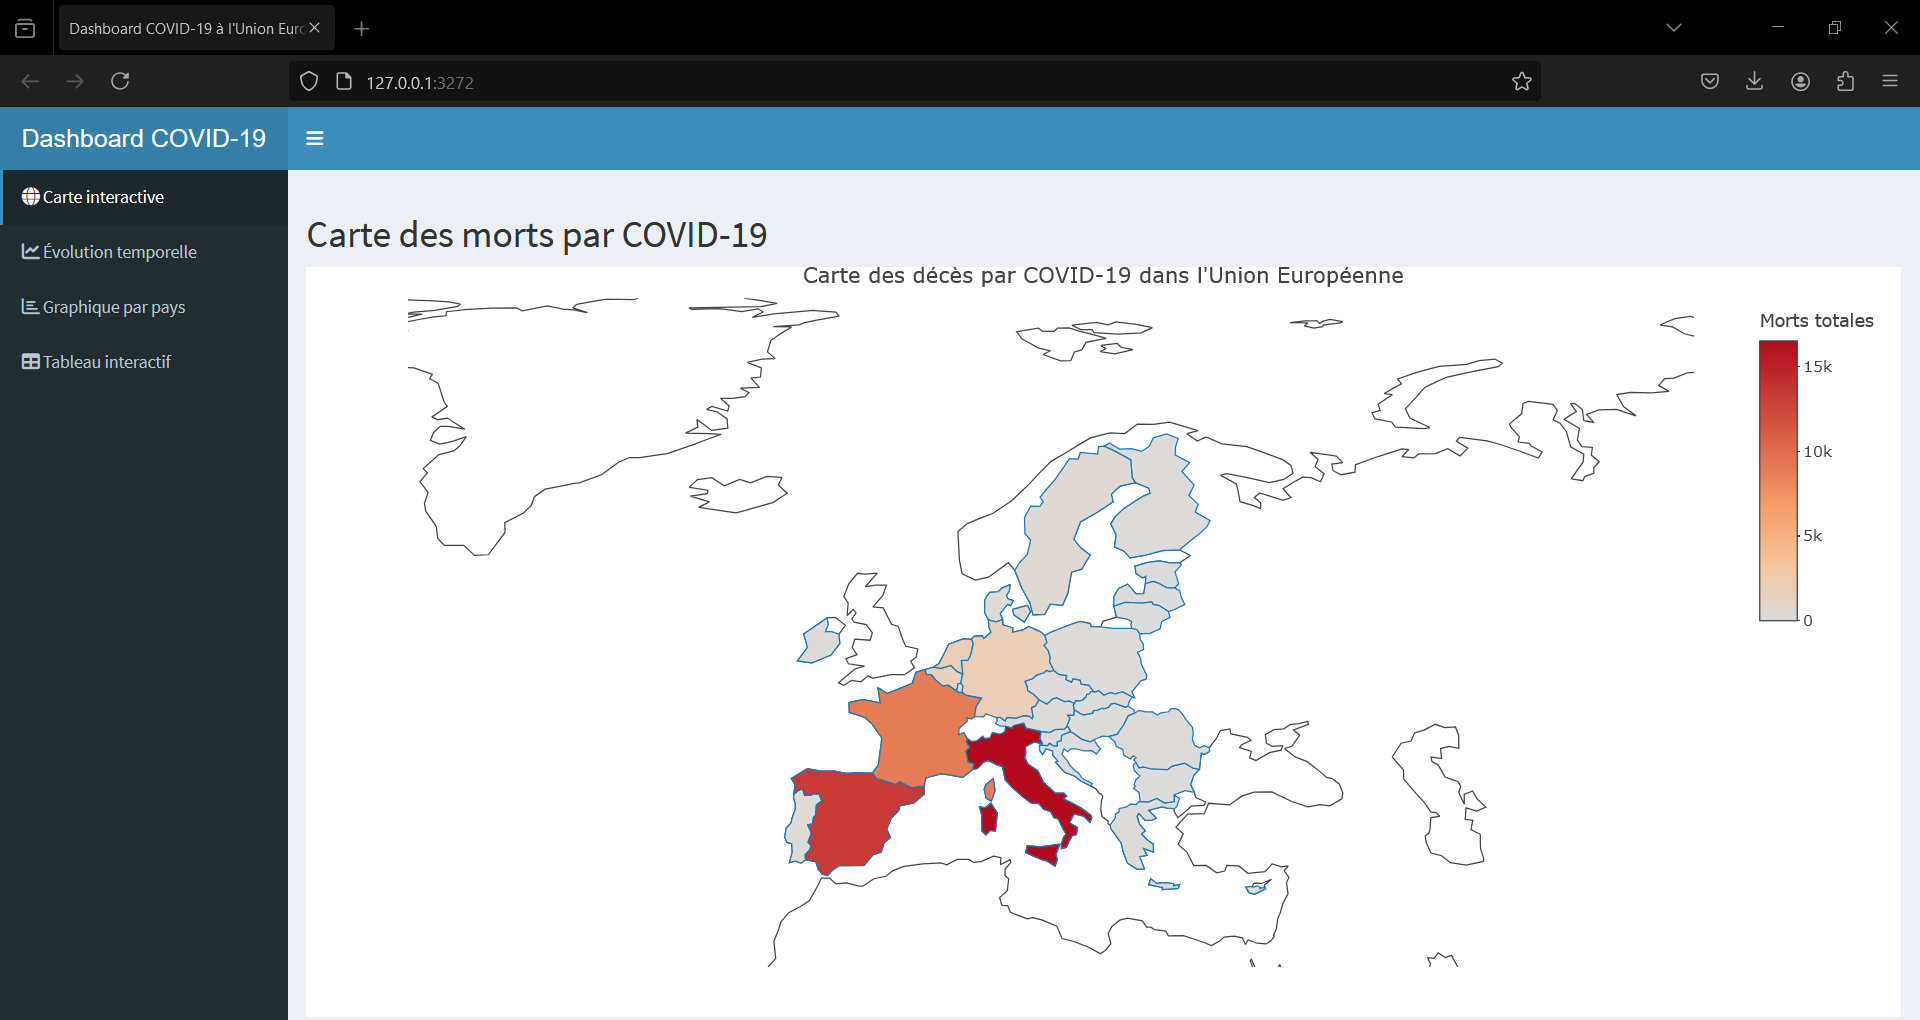 Dashboard COVID-19 à l'Union Euro
127.0.0.1:3272
Dashboard COVID-19
Carte interactive
Évolution temporelle
Graphique par pays
Tableau interactif
Carte des morts par COVID-19
Carte des décès par COVID-19 dans l'Union Européenne
Morts totales
15k
10k
5k
0